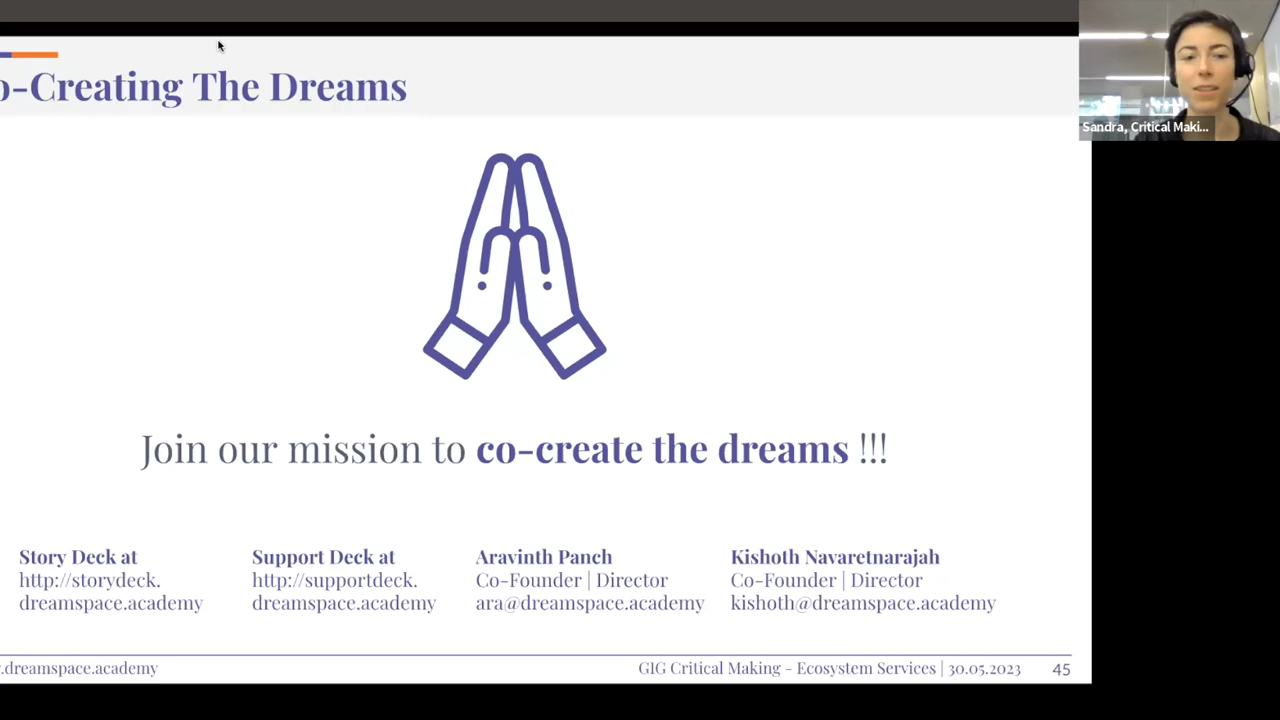 o-Creating The Dreams
Sandra, Critical Maki...
Join our mission to co-create the dreams !!!
Story Deck at
http://storydeck.
dreamspace.academy
Support Deck at
http://supportdeck.
dreamspace.academy
Aravinth Panch
Co-Founder | Director
ara@dreamspace.academy
Kishoth Navaretnarajah
Co-Founder | Director
kishoth@dreamspace.academy
.dreamspace.academy
GIG Critical Making - Ecosystem Services | 30.05.2023
45